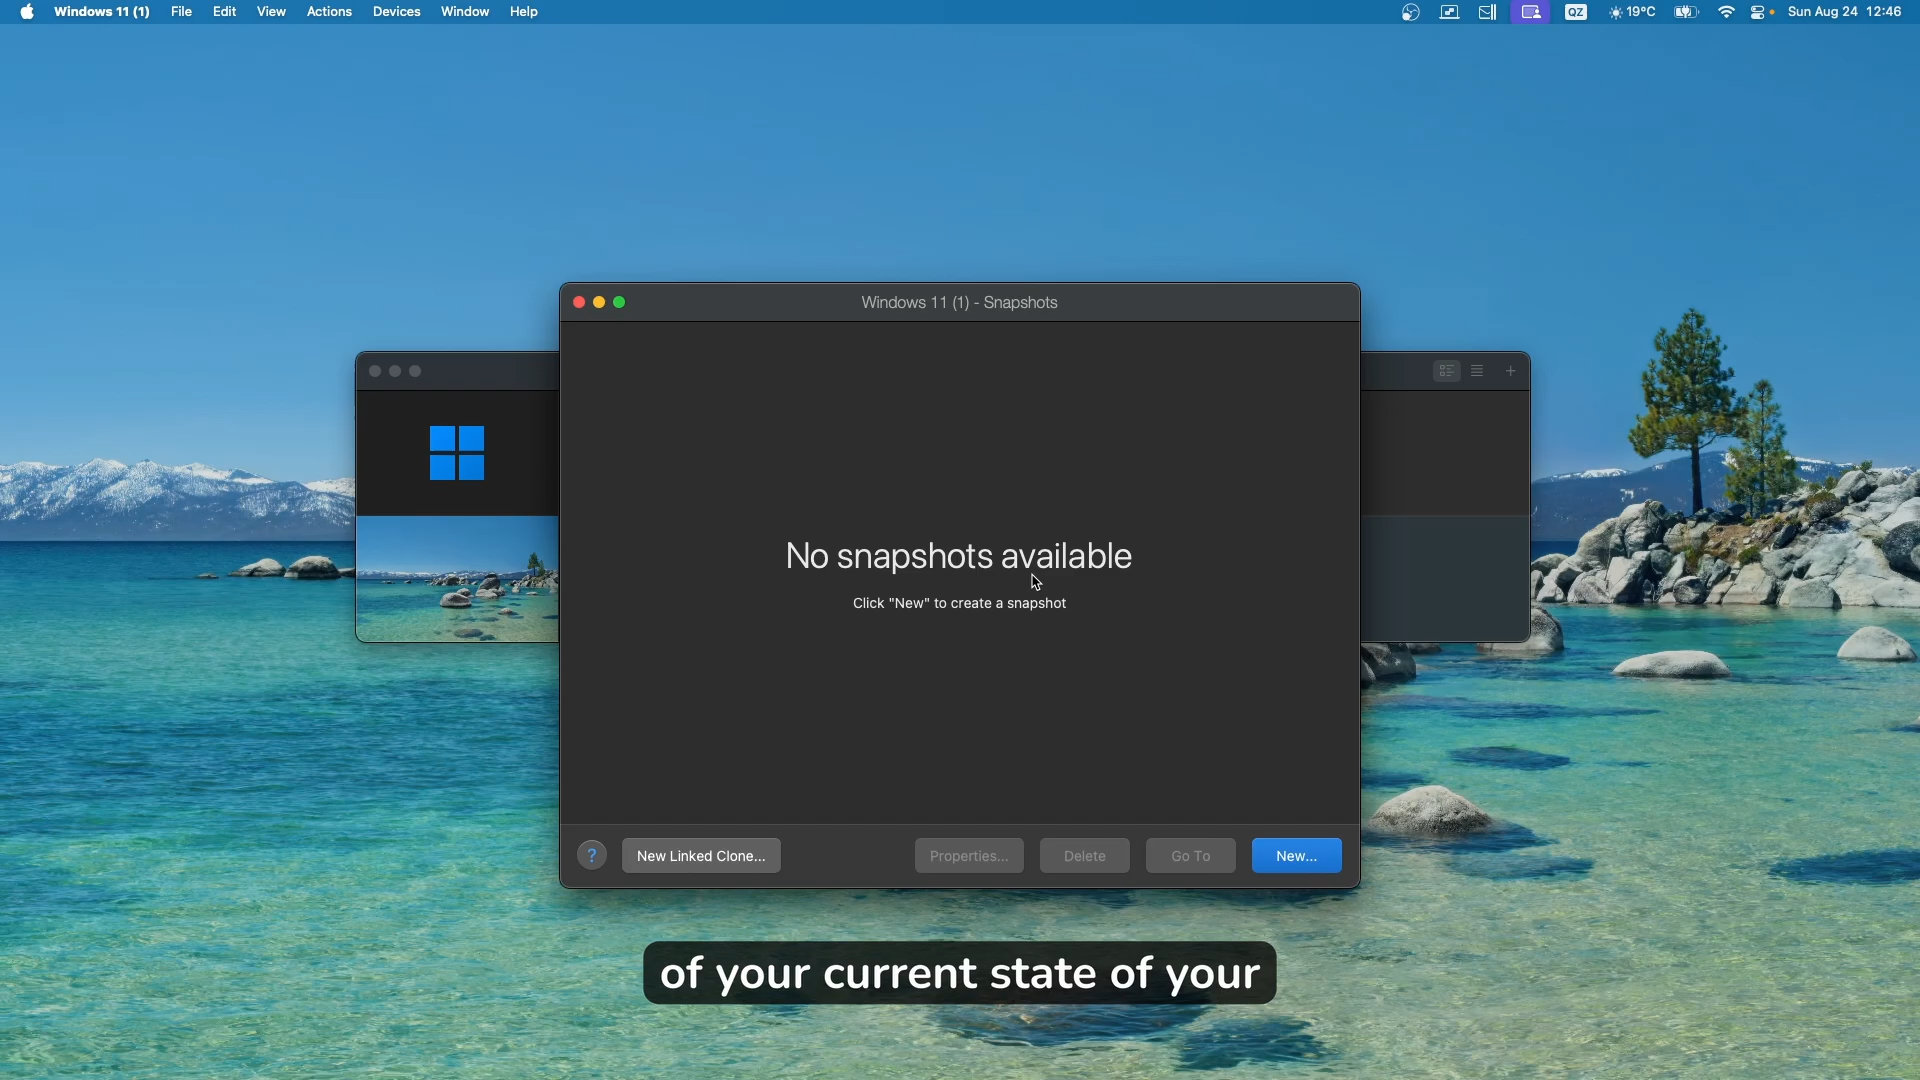 Windows 11 (1) File Edit View Actions Devices Window Help QZ 19°C Sun Aug 24 12:46
Windows 11 (1) - Snapshots
No snapshots available
Click "New" to create a snapshot
? New Linked Clone... Properties... Delete Go To New...
of your current state of your